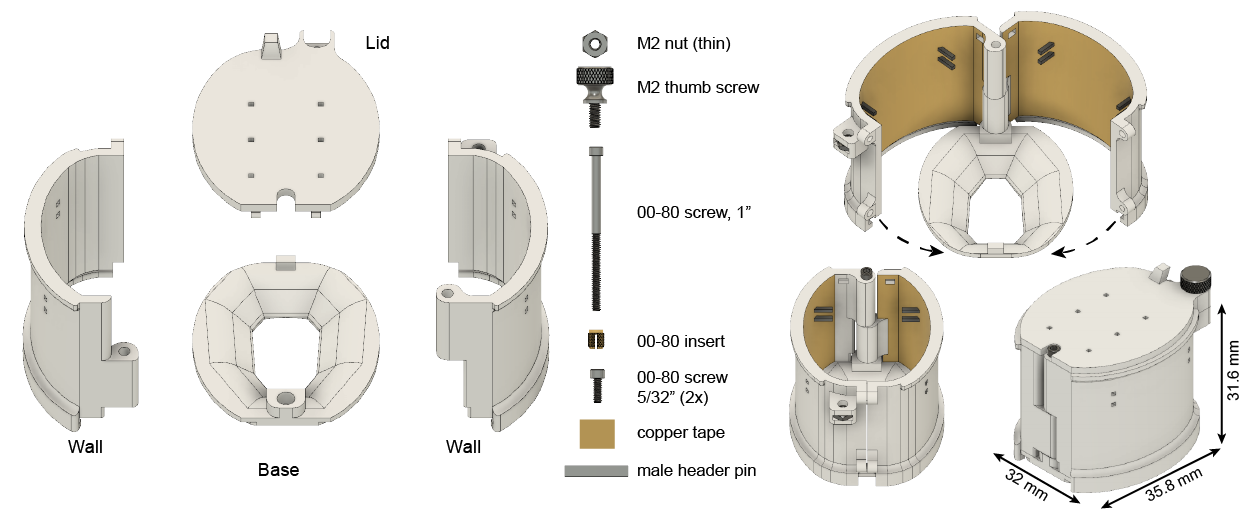 Lid
Wall
Base
Wall
M2 nut (thin)
M2 thumb screw
00-80 screw, 1”
00-80 insert
00-80 screw
5/32” (2x)
copper tape
male header pin
31.6 mm
32 mm
35.8 mm